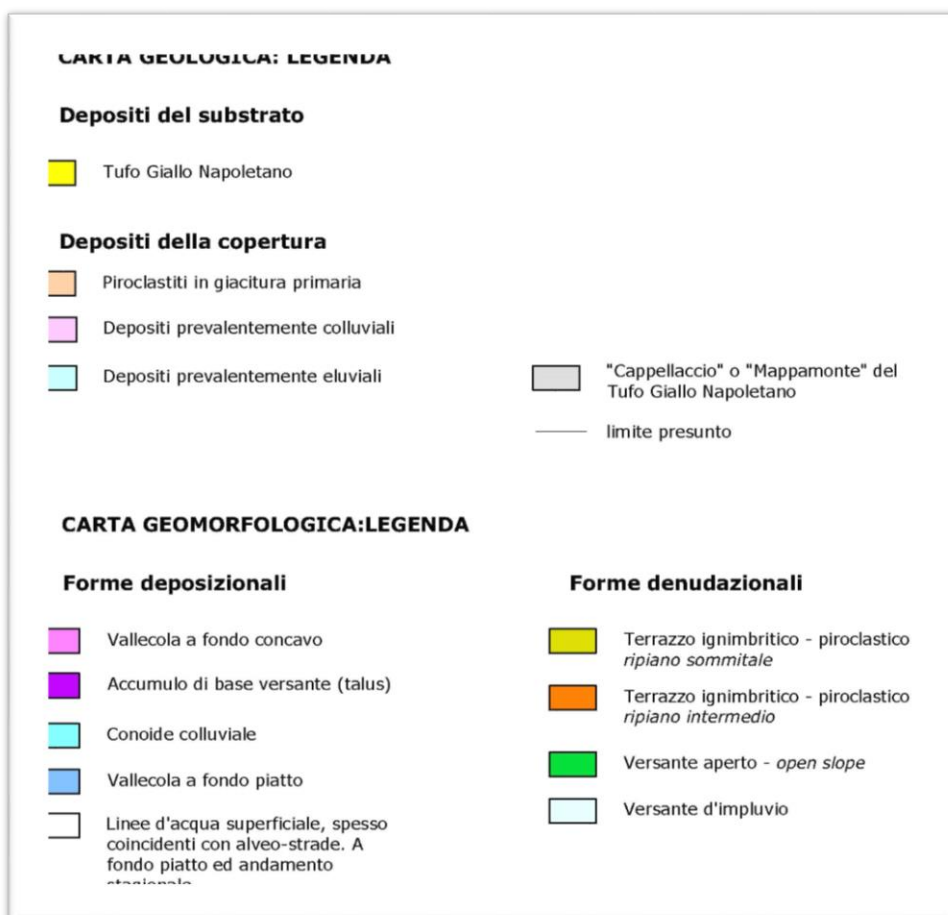 CARTA GEOLOGICA: LEGENDA
Depositi del substrato
Tufo Giallo Napoletano
Depositi della copertura
Piroclastiti in giacitura primaria
Depositi prevalentemente colluviali
Depositi prevalentemente eluviali
"Cappellaccio" o "Mappamonte" del
Tufo Giallo Napoletano
limite presunto
CARTA GEOMORFOLOGICA:LEGENDA
Forme deposizionali
Vallecola a fondo concavo
Accumulo di base versante (talus)
Conoide colluviale
Vallecola a fondo piatto
Linee d'acqua superficiale, spesso
coincidenti con alveo-strade. A
fondo piatto ed andamento
stagionale
Forme denudazionali
Terrazzo ignimbritico - piroclastico
ripiano sommitale
Terrazzo ignimbritico - piroclastico
ripiano intermedio
Versante aperto - open slope
Versante d'impluvio